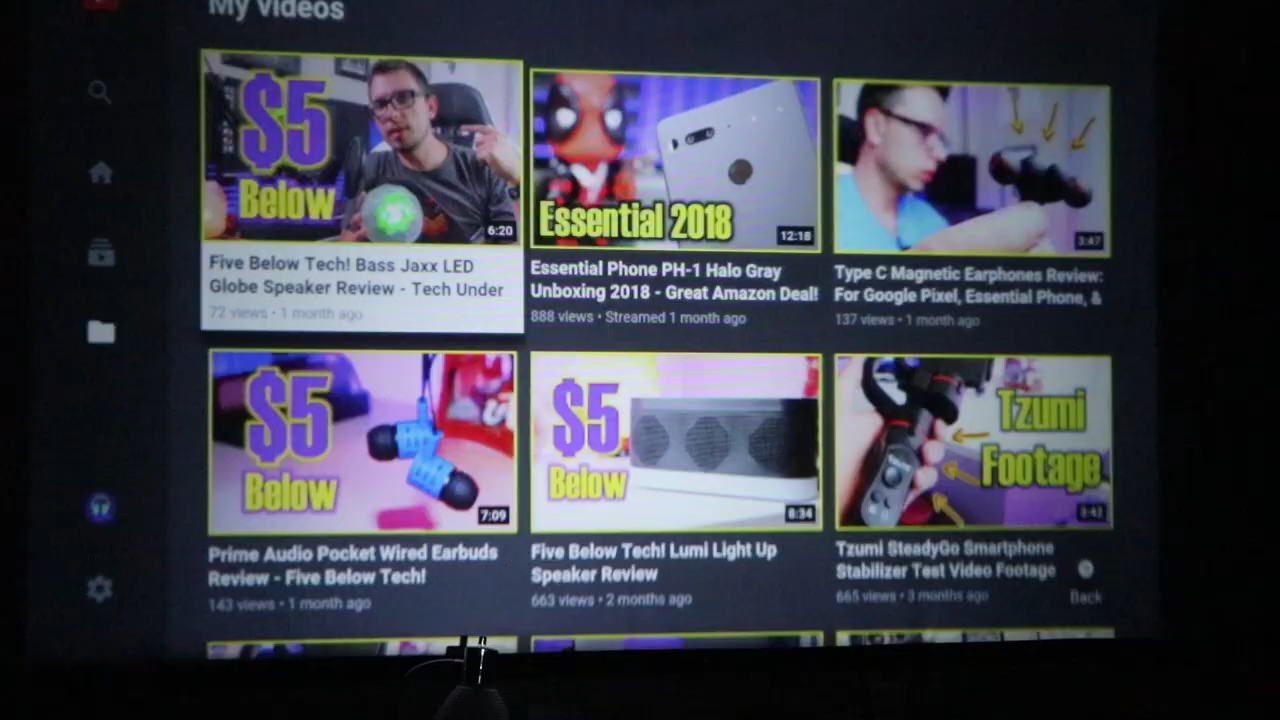 My Videos
$5
Below
6:20
Five Below Tech! Bass Jaxx LED
Globe Speaker Review - Tech Under
72 views • 1 month ago
Essential 2018
12:18
Essential Phone PH-1 Halo Gray
Unboxing 2018 - Great Amazon Deal!
888 views • Streamed 1 month ago
3:47
Type C Magnetic Earphones Review:
For Google Pixel, Essential Phone, &
137 views • 1 month ago
$5
Below
7:09
Prime Audio Pocket Wired Earbuds
Review - Five Below Tech!
143 views • 1 month ago
$5
Below
8:34
Five Below Tech! Lumi Light Up
Speaker Review
663 views • 2 months ago
Tzumi
Footage
Tzumi SteadyGo Smartphone
Stabilizer Test Video Footage
665 views • 3 months ago
Back